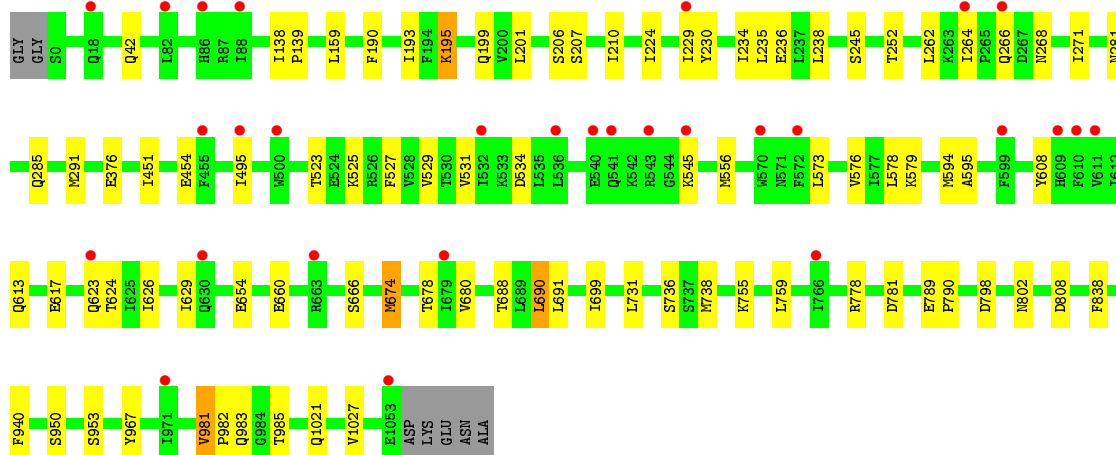 GLY GLY S0 Q18 Q42 L82 H86 R87 I88 I138 P139 L159 F190 I193 F194 K195 Q199 V200 L201 S206 S207 I210 I224 I229 Y230 I234 L235 E236 L237 L238 S245 T252 L262 K263 I264 P265 Q266 D267 N268 I271 N281
Q285 M291 E376 I451 E454 F455 I495 W500 T523 E524 K525 R526 F527 V528 V529 T530 V531 I532 K533 D534 L535 L536 E540 Q541 K542 R543 G544 K545 M556 W570 N571 F572 L573 V576 I577 L578 K579 M594 A595 F599 Y608 H609 F610 V611 I612
Q613 E617 Q623 T624 I625 I626 I629 Q630 E654 E660 R663 S666 M674 T678 I679 V680 T688 L689 L690 L691 I699 L731 S736 S737 M738 K755 L759 I766 R778 D781 E789 P790 D798 N802 D808 F838
F940 S950 S953 Y967 I971 V981 P982 Q983 G984 T985 Q1021 V1027 E1053 ASP LYS GLU ASN ALA